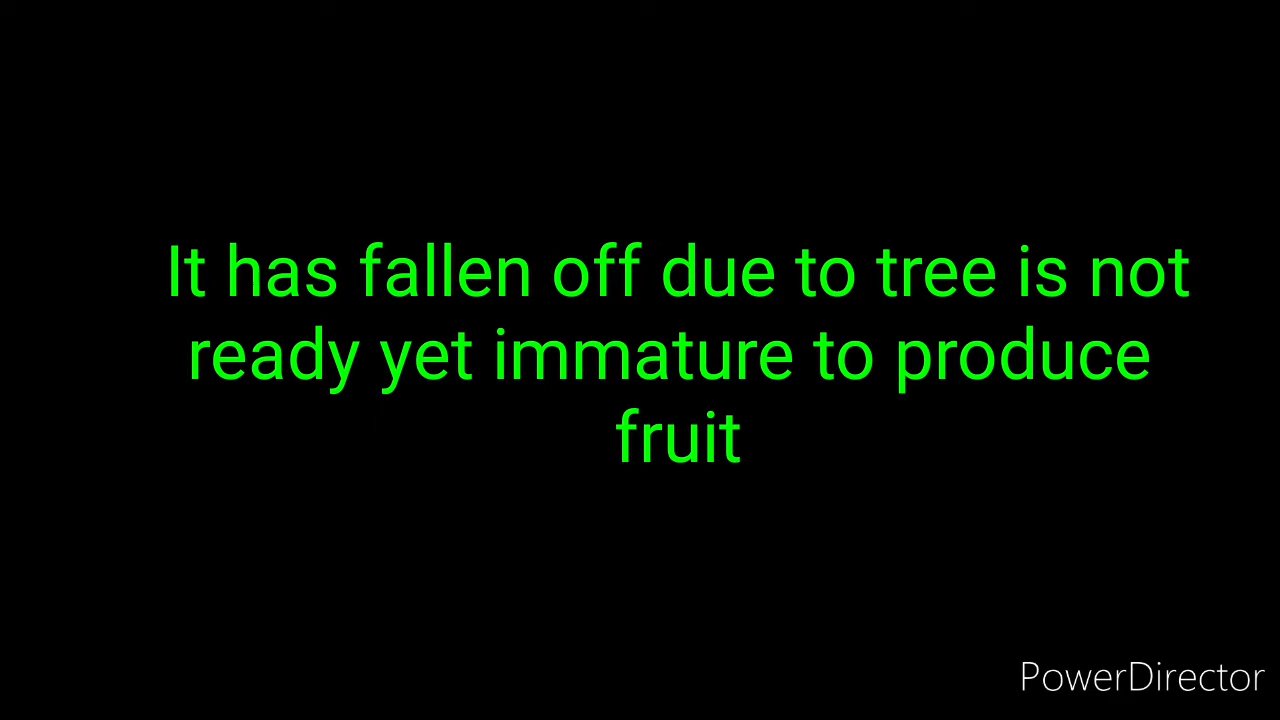 It has fallen off due to tree is not
ready yet immature to produce
fruit
PowerDirector